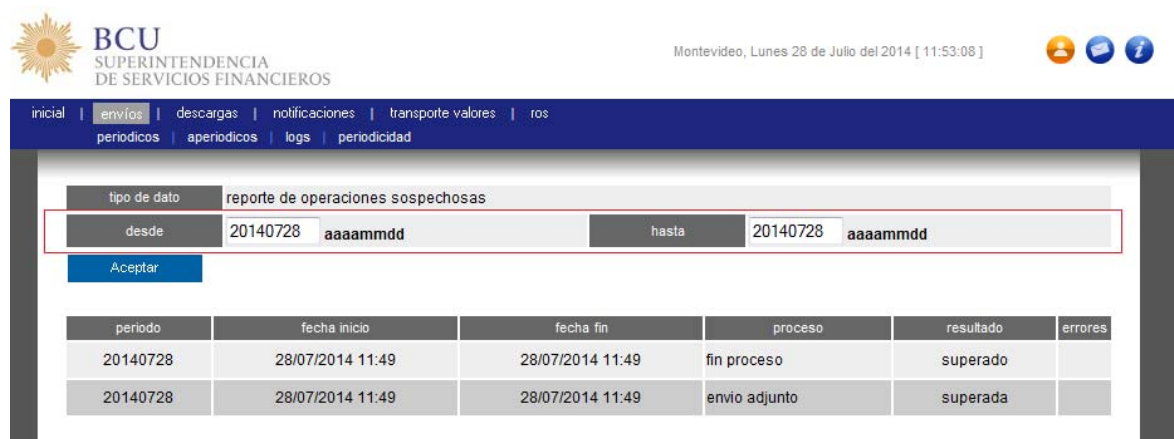 BCU
SUPERINTENDENCIA
DE SERVICIOS FINANCIEROS
Montevideo, Lunes 28 de Julio del 2014 [ 11:53:08 ]
inicial | envíos | descargas | notificaciones | transporte valores | ros
periodicos | aperiodicos | logs | periodicidad
tipo de dato reporte de operaciones sospechosas
desde 20140728 aaaammdd hasta 20140728 aaaammdd
Aceptar
periodo fecha inicio fecha fin proceso resultado errores
20140728 28/07/2014 11:49 28/07/2014 11:49 fin proceso superado
20140728 28/07/2014 11:49 28/07/2014 11:49 envio adjunto superada